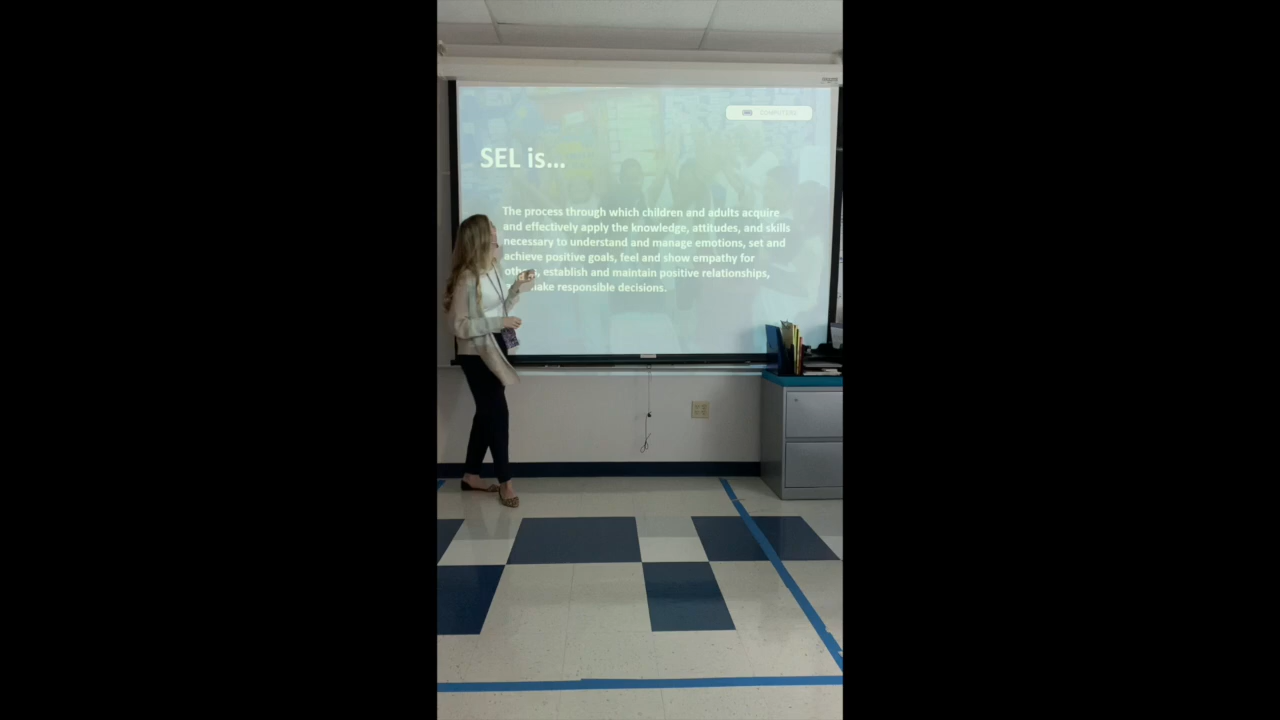 SEL is...
The process through which children and adults acquire
and effectively apply the knowledge, attitudes, and skills
necessary to understand and manage emotions, set and
achieve positive goals, feel and show empathy for
establish and maintain positive relationships,
responsible decisions.